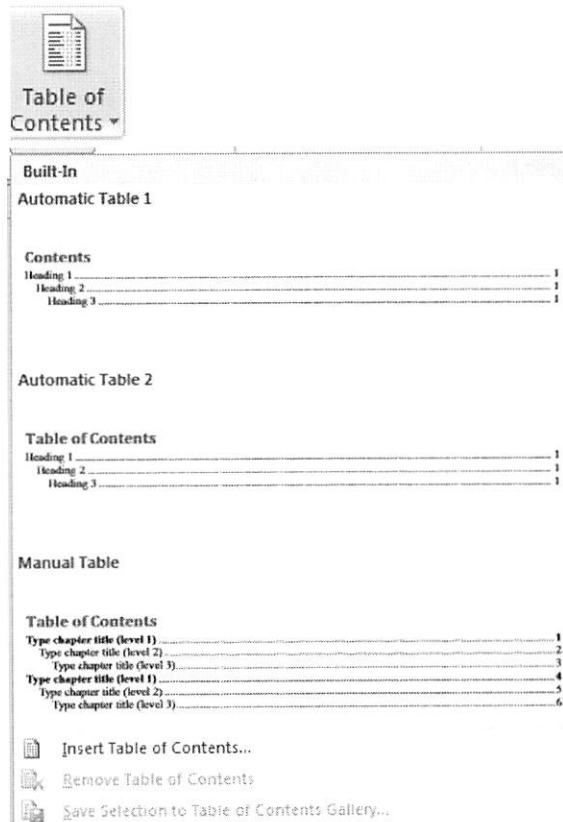 Table of
Contents
Built-In
Automatic Table 1
Contents
Heading 1 1
Heading 2 1
Heading 3 1
Automatic Table 2
Table of Contents
Heading 1 1
Heading 2 1
Heading 3 1
Manual Table
Table of Contents
Type chapter title (level 1) 1
Type chapter title (level 2) 2
Type chapter title (level 3) 3
Type chapter title (level 1) 4
Type chapter title (level 2) 5
Type chapter title (level 3) 6
Insert Table of Contents...
Remove Table of Contents
Save Selection to Table of Contents Gallery...